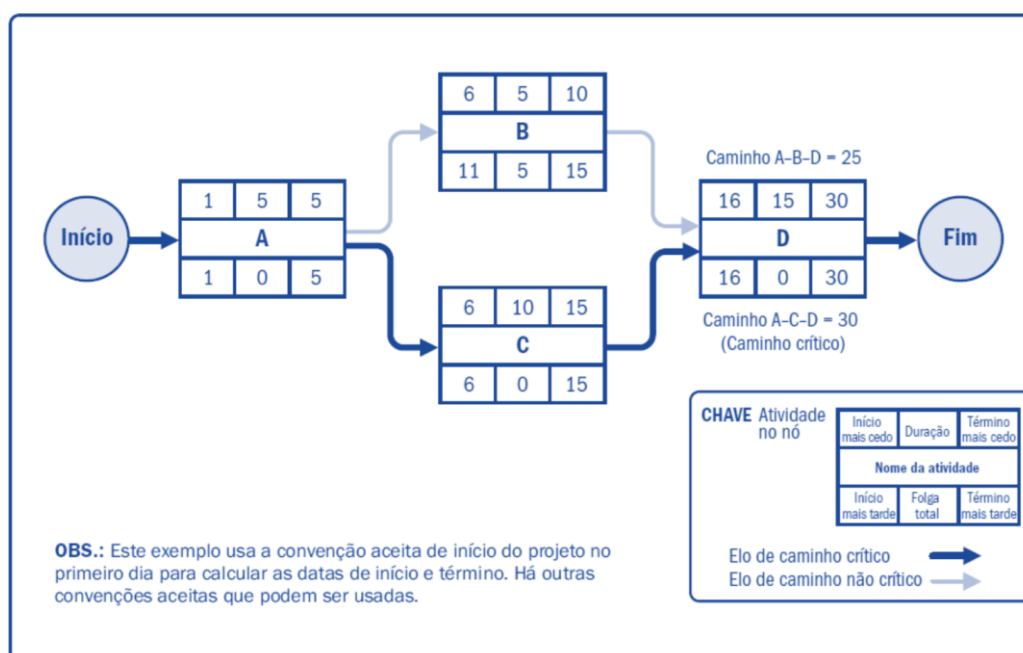 6 5 10
B
11 5 15
Caminho A-B-D = 25
1 5 5
Início
A
1 0 5
16 15 30
D
Fim
16 0 30
6 10 15
C
6 0 15
Caminho A-C-D = 30
(Caminho crítico)
CHAVE Atividade
no nó
Início
mais cedo
Duração
Término
mais cedo
Nome da atividade
Início
mais tarde
Folga
total
Término
mais tarde
Elo de caminho crítico
Elo de caminho não crítico
OBS.: Este exemplo usa a convenção aceita de início do projeto no
primeiro dia para calcular as datas de início e término. Há outras
convenções aceitas que podem ser usadas.